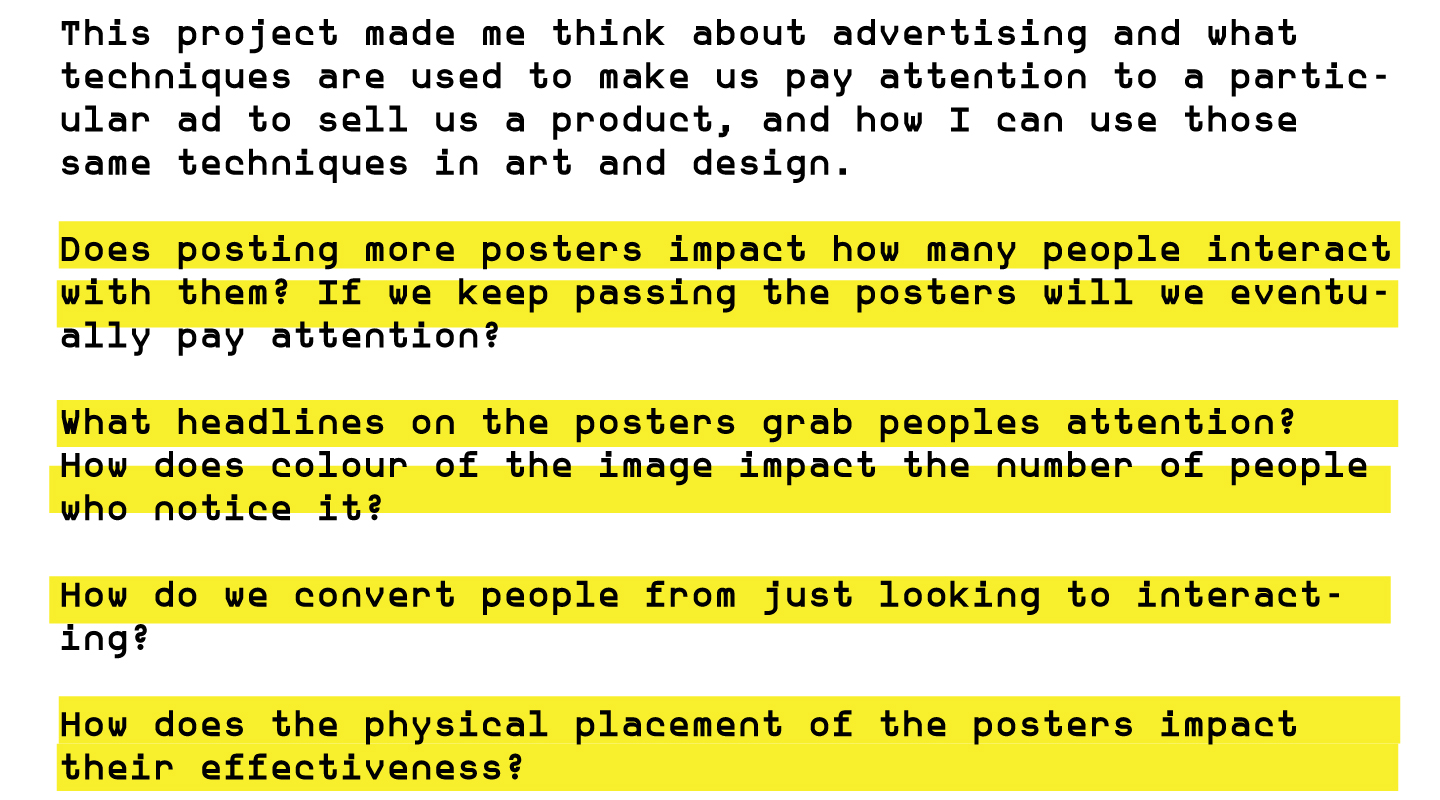 This project made me think about advertising and what
techniques are used to make us pay attention to a partic-
ular ad to sell us a product, and how I can use those
same techniques in art and design.
Does posting more posters impact how many people interact
with them? If we keep passing the posters will we eventu-
ally pay attention?
What headlines on the posters grab peoples attention?
How does colour of the image impact the number of people
who notice it?
How do we convert people from just looking to interact-
ing?
How does the physical placement of the posters impact
their effectiveness?